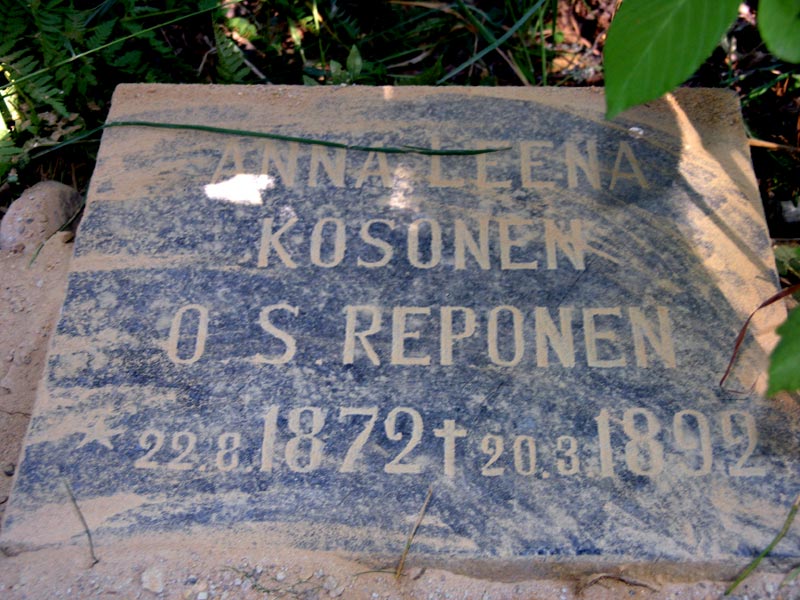 ANNA LEENA
KOSONEN
O S. REPONEN
* 22.8.1872 † 20.3.1892